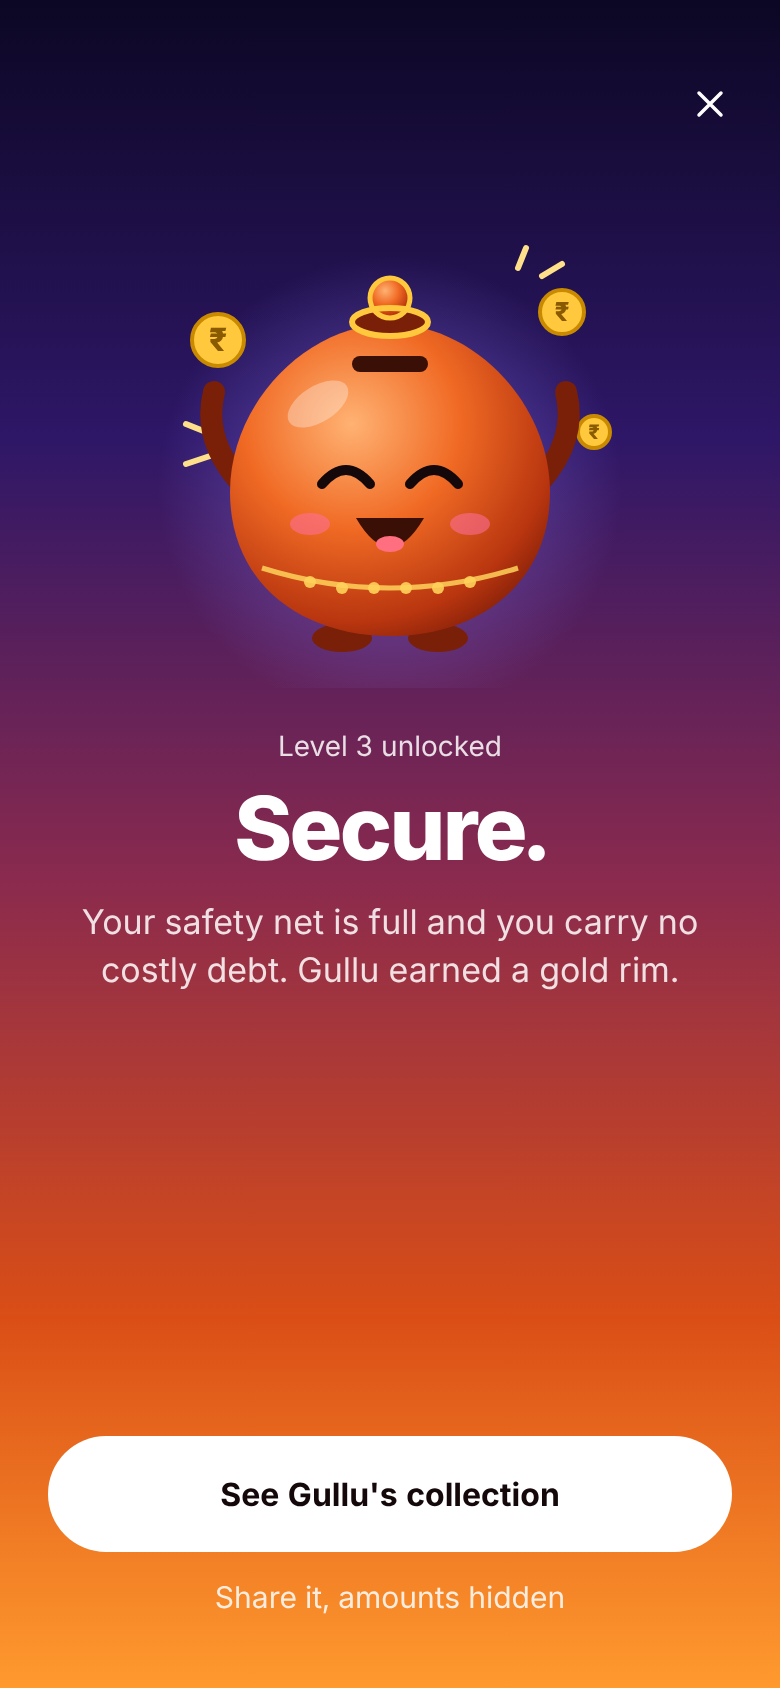 ₹
₹
₹
Level 3 unlocked
Secure.
Your safety net is full and you carry no
costly debt. Gullu earned a gold rim.
See Gullu's collection
Share it, amounts hidden